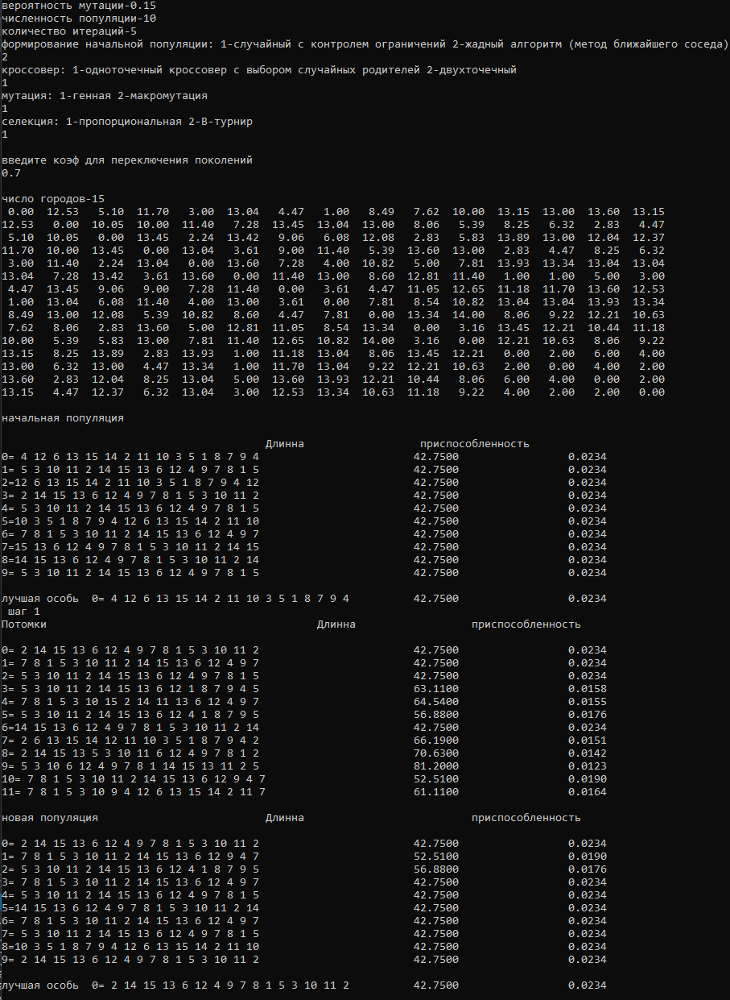 вероятность мутации-0.15
численность популяции-10
количество итераций-5
формирование начальной популяции: 1-случайный с контролем ограничений 2-жадный алгоритм (метод ближайшего соседа)
2
кроссовер: 1-одноточечный кроссовер с выбором случайных родителей 2-двухточечный
1
мутация: 1-генная 2-макромутация
1
селекция: 1-пропорциональная 2-В-турнир
1
введите коэф для переключения поколений
0.7
число городов-15
0.00 12.53 5.10 11.70 3.00 13.04 4.47 1.00 8.49 7.62 10.00 13.15 13.00 13.60 13.15
12.53 0.00 10.05 10.00 11.40 7.28 13.45 13.04 13.00 8.06 5.39 8.25 6.32 2.83 4.47
5.10 10.05 0.00 13.45 2.24 13.42 9.06 6.08 12.08 2.83 5.83 13.89 13.00 12.04 12.37
11.70 10.00 13.45 0.00 13.04 3.61 9.00 11.40 5.39 13.60 13.00 2.83 4.47 8.25 6.32
3.00 11.40 2.24 13.04 0.00 13.60 7.28 4.00 10.82 5.00 7.81 13.93 13.34 13.04 13.04
13.04 7.28 13.42 3.61 13.60 0.00 11.40 13.00 8.60 12.81 11.40 1.00 1.00 5.00 3.00
4.47 13.45 9.06 9.00 7.28 11.40 0.00 3.61 4.47 11.05 12.65 11.18 11.70 13.60 12.53
1.00 13.04 6.08 11.40 4.00 13.00 3.61 0.00 7.81 8.54 10.82 13.04 13.04 13.93 13.34
8.49 13.00 12.08 5.39 10.82 8.60 4.47 7.81 0.00 13.34 14.00 8.06 9.22 12.21 10.63
7.62 8.06 2.83 13.60 5.00 12.81 11.05 8.54 13.34 0.00 3.16 13.45 12.21 10.44 11.18
10.00 5.39 5.83 13.00 7.81 11.40 12.65 10.82 14.00 3.16 0.00 12.21 10.63 8.06 9.22
13.15 8.25 13.89 2.83 13.93 1.00 11.18 13.04 8.06 13.45 12.21 0.00 2.00 6.00 4.00
13.00 6.32 13.00 4.47 13.34 1.00 11.70 13.04 9.22 12.21 10.63 2.00 0.00 4.00 2.00
13.60 2.83 12.04 8.25 13.04 5.00 13.60 13.93 12.21 10.44 8.06 6.00 4.00 0.00 2.00
13.15 4.47 12.37 6.32 13.04 3.00 12.53 13.34 10.63 11.18 9.22 4.00 2.00 2.00 0.00
начальная популяция
Длинна приспособленность
0= 4 12 6 13 15 14 2 11 10 3 5 1 8 7 9 4 42.7500 0.0234
1= 5 3 10 11 2 14 15 13 6 12 4 9 7 8 1 5 42.7500 0.0234
2=12 6 13 15 14 2 11 10 3 5 1 8 7 9 4 12 42.7500 0.0234
3= 2 14 15 13 6 12 4 9 7 8 1 5 3 10 11 2 42.7500 0.0234
4= 5 3 10 11 2 14 15 13 6 12 4 9 7 8 1 5 42.7500 0.0234
5=10 3 5 1 8 7 9 4 12 6 13 15 14 2 11 10 42.7500 0.0234
6= 7 8 1 5 3 10 11 2 14 15 13 6 12 4 9 7 42.7500 0.0234
7=15 13 6 12 4 9 7 8 1 5 3 10 11 2 14 15 42.7500 0.0234
8=14 15 13 6 12 4 9 7 8 1 5 3 10 11 2 14 42.7500 0.0234
9= 5 3 10 11 2 14 15 13 6 12 4 9 7 8 1 5 42.7500 0.0234
лучшая особь 0= 4 12 6 13 15 14 2 11 10 3 5 1 8 7 9 4 42.7500 0.0234
шаг 1
Потомки Длинна приспособленность
0= 2 14 15 13 6 12 4 9 7 8 1 5 3 10 11 2 42.7500 0.0234
1= 7 8 1 5 3 10 11 2 14 15 13 6 12 4 9 7 42.7500 0.0234
2= 5 3 10 11 2 14 15 13 6 12 4 9 7 8 1 5 42.7500 0.0234
3= 5 3 10 11 2 14 15 13 6 12 1 8 7 9 4 5 63.1100 0.0158
4= 7 8 1 5 3 10 15 2 14 11 13 6 12 4 9 7 64.5400 0.0155
5= 5 3 10 11 2 14 15 13 6 12 4 1 8 7 9 5 56.8800 0.0176
6=14 15 13 6 12 4 9 7 8 1 5 3 10 11 2 14 42.7500 0.0234
7= 2 6 13 15 14 12 11 10 3 5 1 8 7 9 4 2 66.1900 0.0151
8= 2 14 15 13 5 3 10 11 6 12 4 9 7 8 1 2 70.6300 0.0142
9= 5 3 10 6 12 4 9 7 8 1 14 15 13 11 2 5 81.2000 0.0123
10= 7 8 1 5 3 10 11 2 14 15 13 6 12 9 4 7 52.5100 0.0190
11= 7 8 1 5 3 10 9 4 12 6 13 15 14 2 11 7 61.1100 0.0164
новая популяция Длинна приспособленность
0= 2 14 15 13 6 12 4 9 7 8 1 5 3 10 11 2 42.7500 0.0234
1= 7 8 1 5 3 10 11 2 14 15 13 6 12 9 4 7 52.5100 0.0190
2= 5 3 10 11 2 14 15 13 6 12 4 1 8 7 9 5 56.8800 0.0176
3= 7 8 1 5 3 10 11 2 14 15 13 6 12 4 9 7 42.7500 0.0234
4= 5 3 10 11 2 14 15 13 6 12 4 9 7 8 1 5 42.7500 0.0234
5=14 15 13 6 12 4 9 7 8 1 5 3 10 11 2 14 42.7500 0.0234
6= 7 8 1 5 3 10 11 2 14 15 13 6 12 4 9 7 42.7500 0.0234
7= 5 3 10 11 2 14 15 13 6 12 4 9 7 8 1 5 42.7500 0.0234
8=10 3 5 1 8 7 9 4 12 6 13 15 14 2 11 10 42.7500 0.0234
9= 2 14 15 13 6 12 4 9 7 8 1 5 3 10 11 2 42.7500 0.0234
лучшая особь 0= 2 14 15 13 6 12 4 9 7 8 1 5 3 10 11 2 42.7500 0.0234